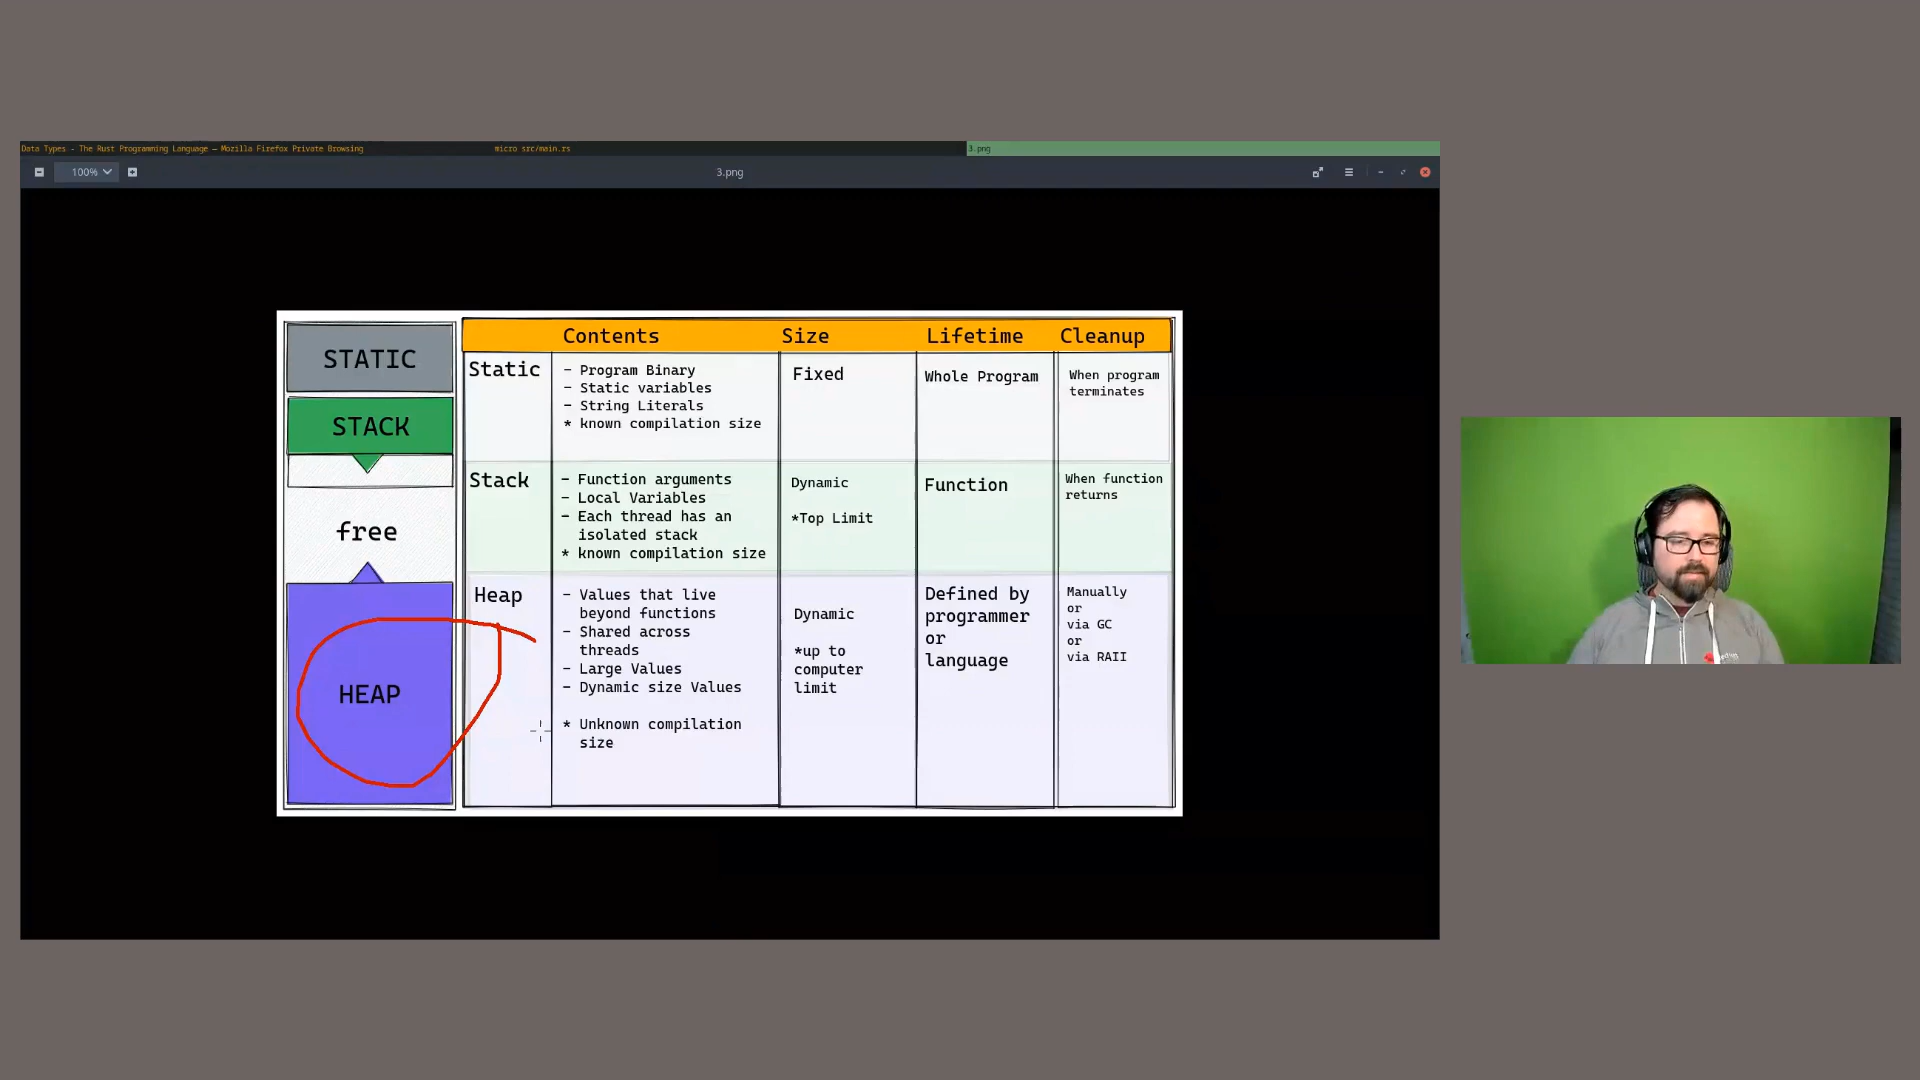 Data Types - The Rust Programming Language — Mozilla Firefox Private Browsing
micro src/main.rs
3.png
100%
3.png
STATIC
STACK
free
HEAP
Contents Size Lifetime Cleanup
Static
- Program Binary
- Static variables
- String Literals
* known compilation size
Fixed
Whole Program
When program
terminates
Stack
- Function arguments
- Local Variables
- Each thread has an
isolated stack
* known compilation size
Dynamic
*Top Limit
Function
When function
returns
Heap
- Values that live
beyond functions
- Shared across
threads
- Large Values
- Dynamic size Values
* Unknown compilation
size
Dynamic
*up to
computer
limit
Defined by
programmer
or
language
Manually
or
via GC
or
via RAII